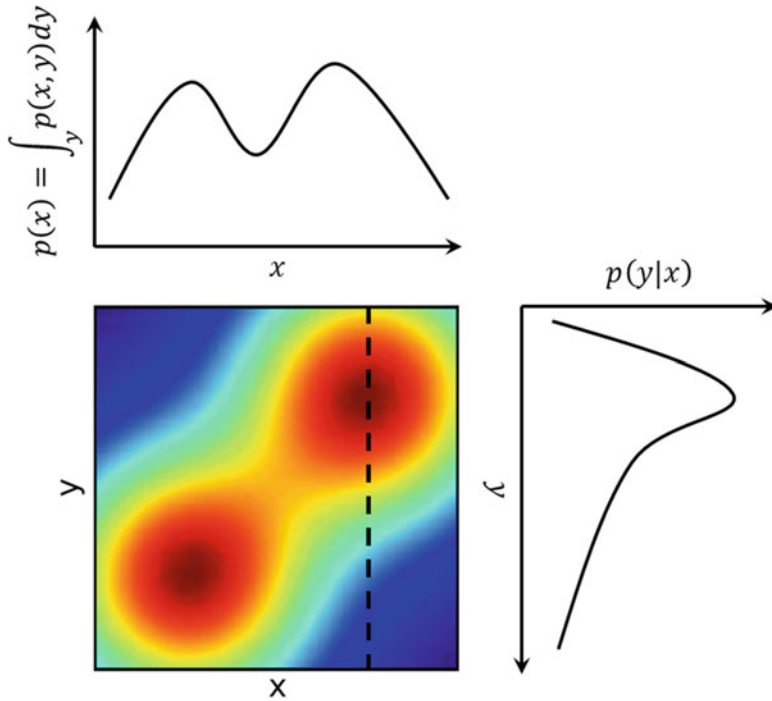 p(x) = ∫_y p(x,y)dy
x
p(y|x)
y
y
x